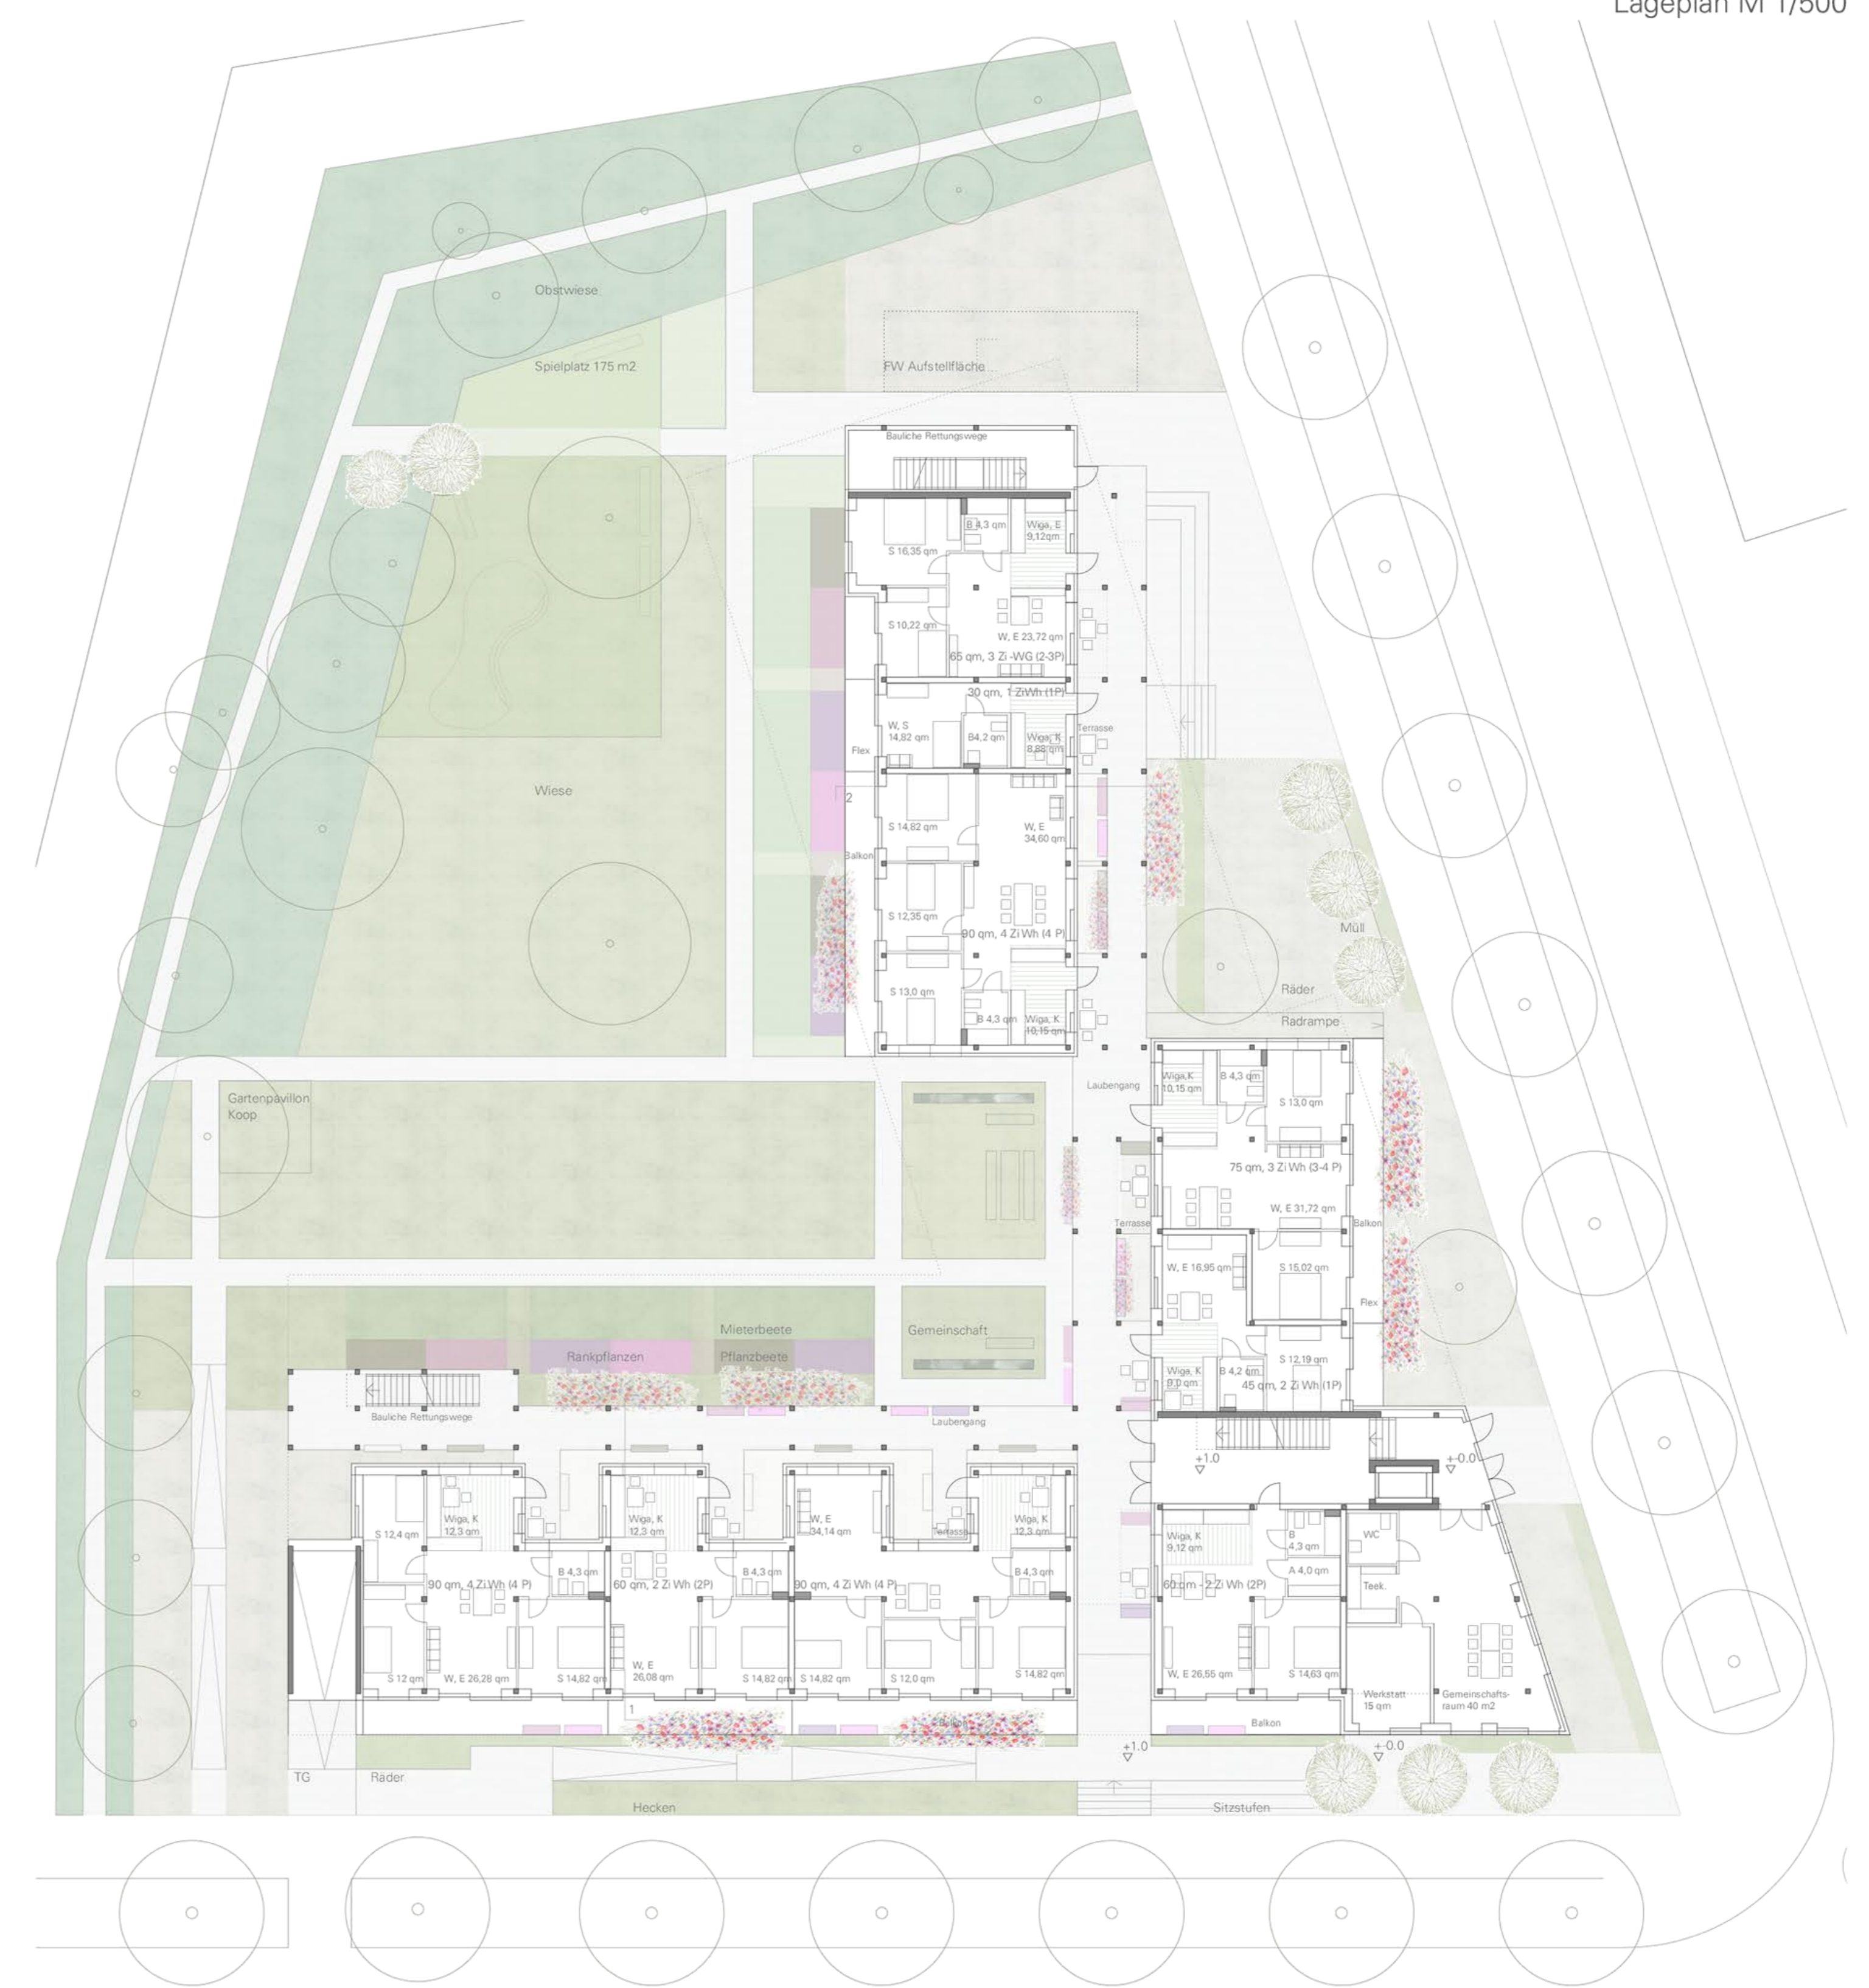 Lageplan M 1/500
Obstwiese
Spielplatz 175 m2
FW Aufstellfläche
Bauliche Rettungswege
B 4,3 qm
Wiga, E
9,12qm
S 16,35 qm
S 10,22 qm
W, E 23,72 qm
65 qm, 3 Zi -WG (2-3P)
30 qm, 1 ZiWh (1P)
W, S
14,82 qm
B4,2 qm
Wiga, K
8,88qm
Terrasse
Flex
Wiese
2
S 14,82 qm
W, E
34,60 qm
Balkon
S 12,35 qm
90 qm, 4 Zi Wh (4 P)
Müll
S 13,0 qm
Räder
B 4,3 qm
Wiga, K
10,15 qm
Radrampe
Laubengang
Wiga,K
10,15 qm
B 4,3 qm
S 13,0 qm
Gartenpavillon
Koop
75 qm, 3 Zi Wh (3-4 P)
W, E 31,72 qm
Terrasse
Balkon
W, E 16,95 qm
S 15,02 qm
Flex
Mieterbeete
Gemeinschaft
Rankpflanzen
Pflanzbeete
S 12,19 qm
Wiga, K
9,0 qm
B 4,2 qm
45 qm, 2 Zi Wh (1P)
Bauliche Rettungswege
Laubengang
+1.0
+-0.0
S 12,4 qm
Wiga, K
12,3 qm
Wiga, K
12,3 qm
W, E
34,14 qm
Terrasse
Wiga, K
12,3 qm
Wiga, K
9,12 qm
B
4,3 qm
WC
90 qm, 4 Zi Wh (4 P)
B 4,3 qm
60 qm, 2 Zi Wh (2P)
B 4,3 qm
90 qm, 4 Zi Wh (4 P)
B 4,3 qm
60 qm - 2 Zi Wh (2P)
A 4,0 qm
Teek.
S 12 qm
W, E 26,28 qm
S 14,82 qm
W, E
26,08 qm
S 14,82 qm
S 14,82 qm
S 12,0 qm
S 14,82 qm
W, E 26,55 qm
S 14,63 qm
Werkstatt
15 qm
Gemeinschafts-
raum 40 m2
1
Balkon
Balkon
+1.0
+-0.0
TG
Räder
Hecken
Sitzstufen